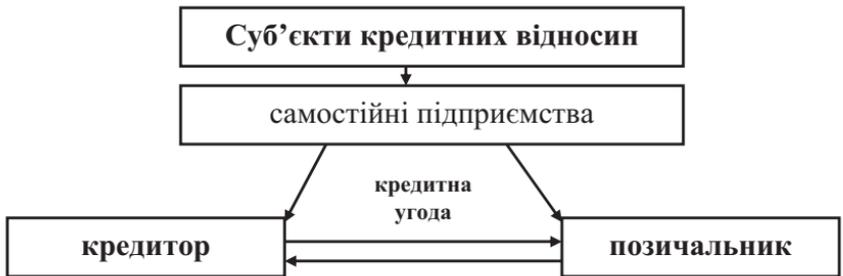 Суб’єкти кредитних відносин
самостійні підприємства
кредитна
угода
кредитор
позичальник